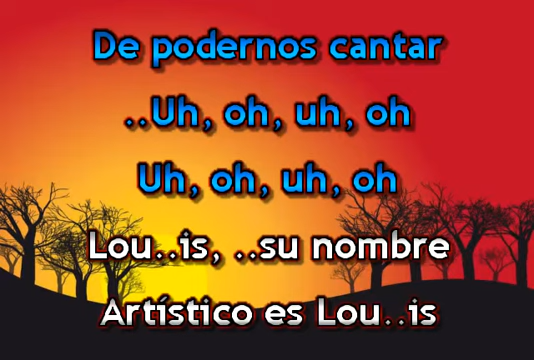 De podernos cantar
..Uh, oh, uh, oh
Uh, oh, uh, oh
Lou..is, ..su nombre
Artístico es Lou..is